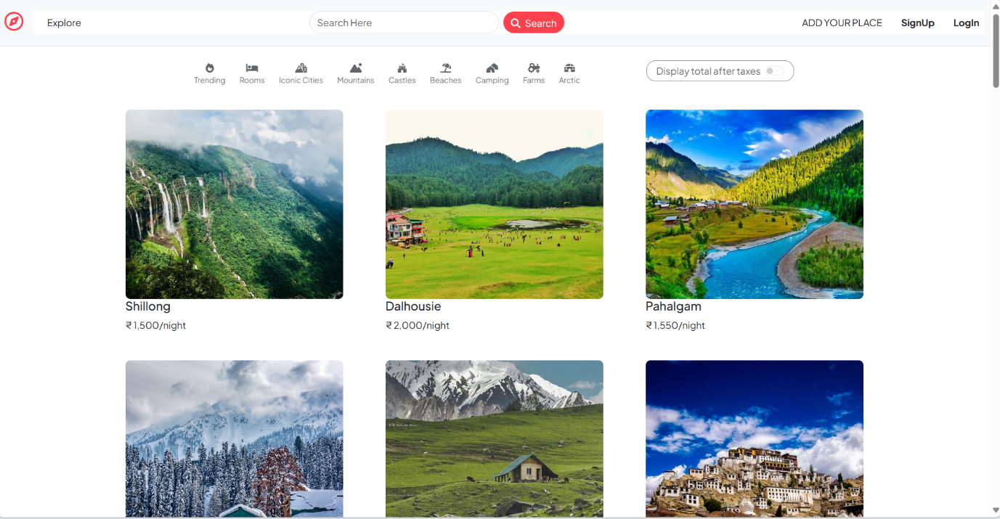 Explore
Search Here
Search
ADD YOUR PLACE
SignUp
LogIn
Trending
Rooms
Iconic Cities
Mountains
Castles
Beaches
Camping
Farms
Arctic
Display total after taxes
Shillong
₹ 1,500/night
Dalhousie
₹ 2,000/night
Pahalgam
₹ 1,550/night